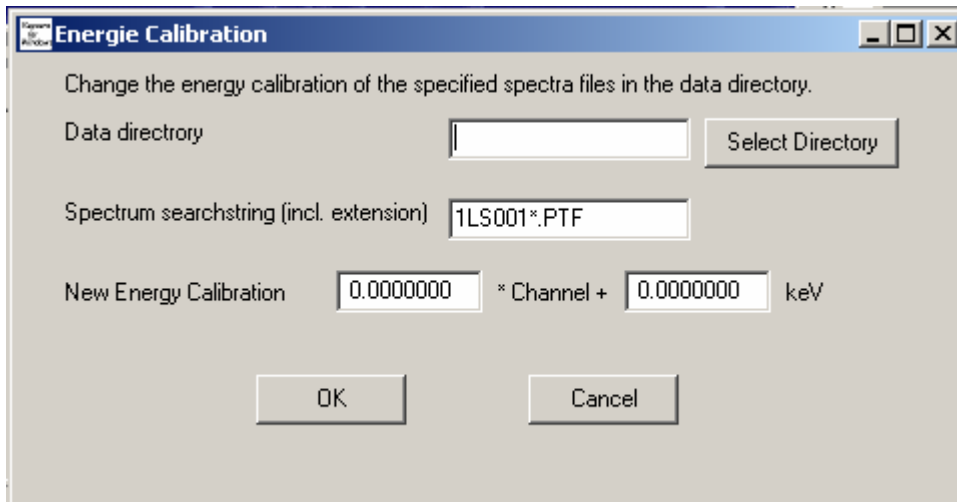 Energie Calibration
Change the energy calibration of the specified spectra files in the data directory.
Data directrory
Select Directory
Spectrum searchstring (incl. extension)
1LS001*.PTF
New Energy Calibration 0.0000000 * Channel + 0.0000000 keV
OK Cancel